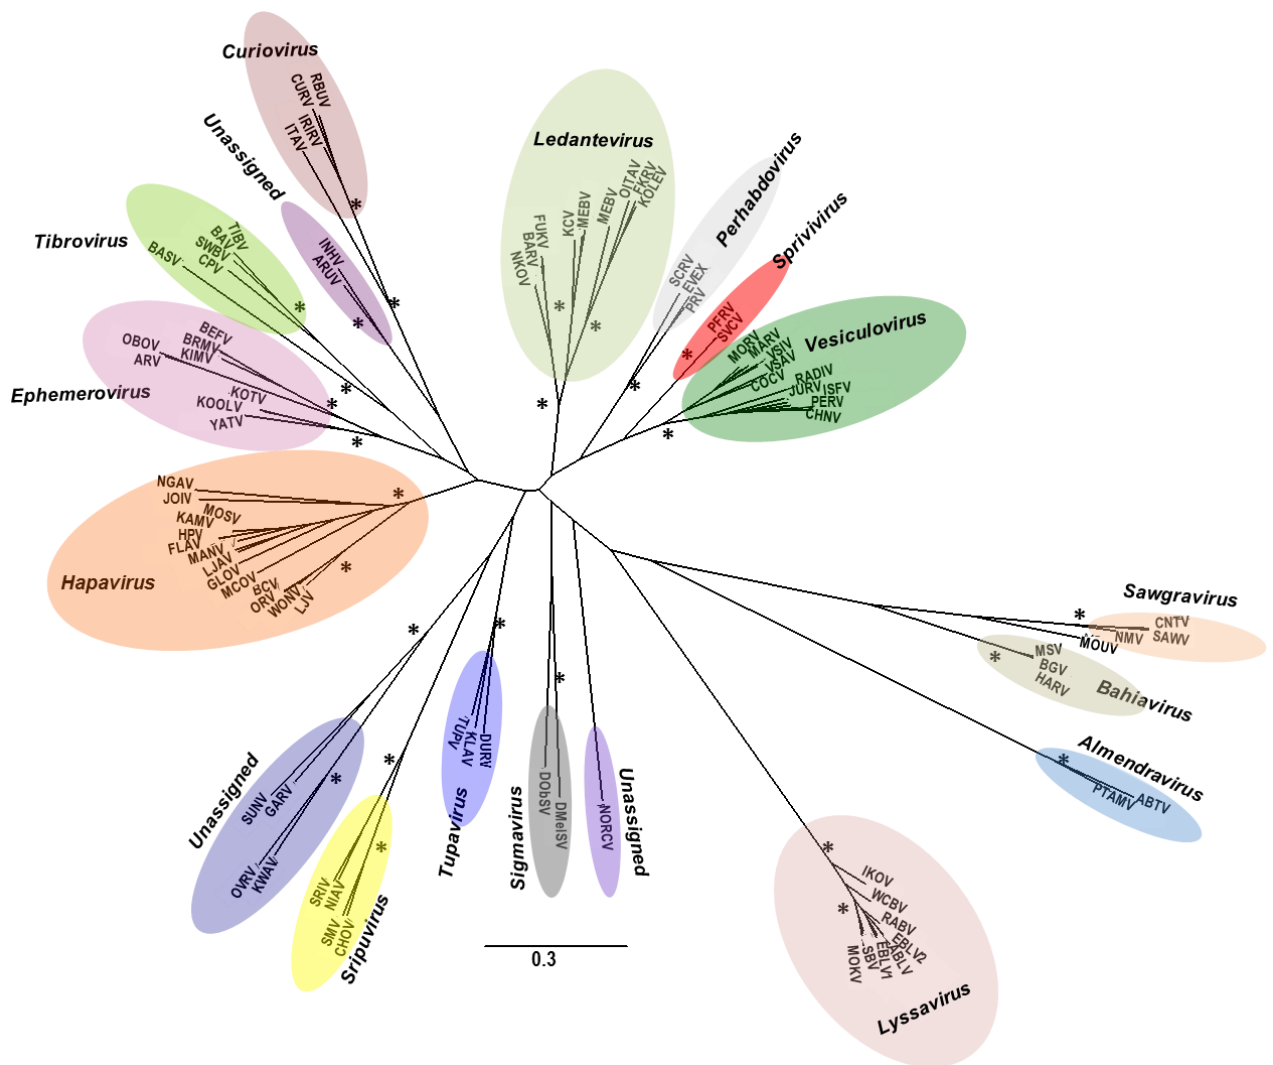 Curiovirus
RBUV
CURV
IRIRV
ITAV
Unassigned
INHV
ARUV
Tibrovirus
TIBV
BAV
SWBV
CPV
BASV
Ephemerovirus
BEFV
BRMV
KIMV
OBOV
ARV
KOTV
KOOLV
YATV
Hapavirus
NGAV
JOIV
MOSV
KAMV
HPV
FLAV
MANV
LJAV
GLOV
MCOV
BCV
ORV
WONV
LJV
Ledantevirus
FUKV
BARV
NKOV
KCV
MEBV
MEBV
OITAV
FKRV
KOLEV
Perhabdovirus
SCRV
EVEX
PRV
Sprivivirus
PFRV
SVCV
Vesiculovirus
MORV
MARV
VSIV
VSAV
COCV
RADIV
JURV
ISFV
PERV
CHNV
Sawgravirus
CNTV
SAWV
NMV
MOUV
Bahiavirus
MSV
BGV
HARV
Almendravirus
PTAMV
ABTV
Lyssavirus
IKOV
WCBV
RABV
EBLV2
ABLV
EBLV1
SBV
MOKV
Unassigned
NORCV
Sigmavirus
DObSV
DMelSV
Tupavirus
TUPV
KLAV
DURV
Unassigned
SUNV
GARV
OVRV
KWAV
Sripuvirus
SRIV
NIAV
SMV
CHOV
0.3